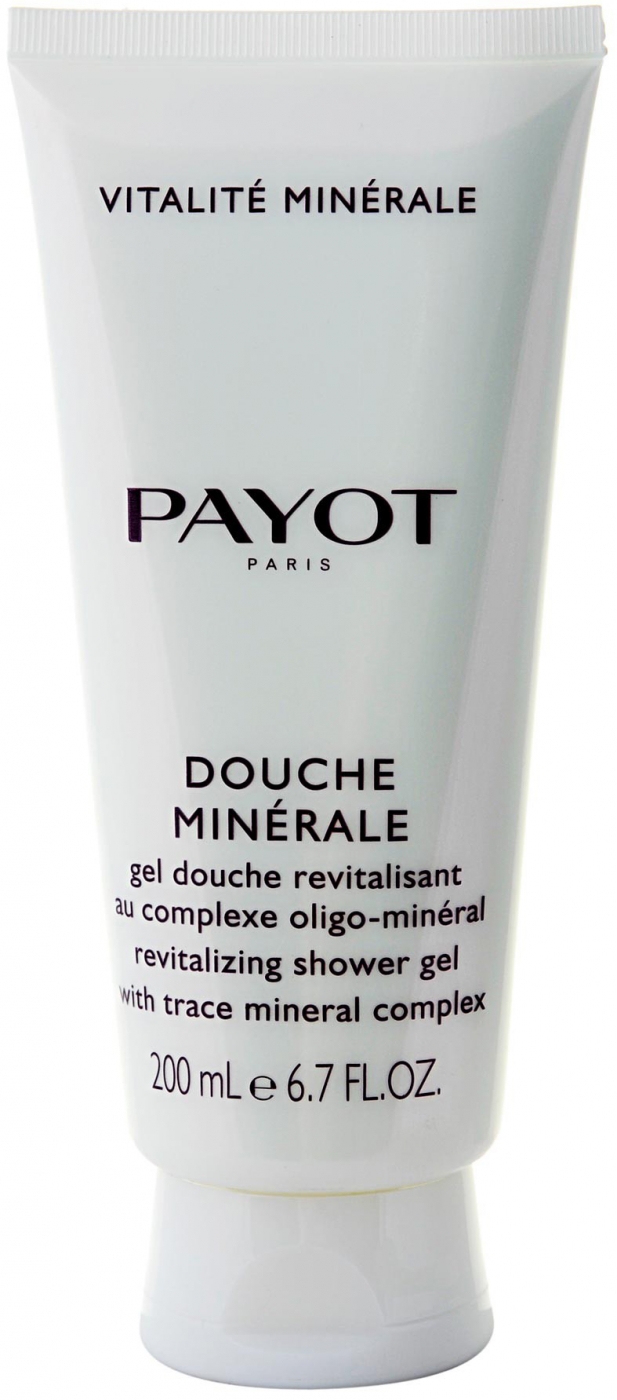 VITALITÉ MINÉRALE
PAYOT
PARIS
DOUCHE
MINÉRALE
gel douche revitalisant
au complexe oligo-minéral
revitalizing shower gel
with trace mineral complex
200 mL ℮ 6.7 FL.OZ.